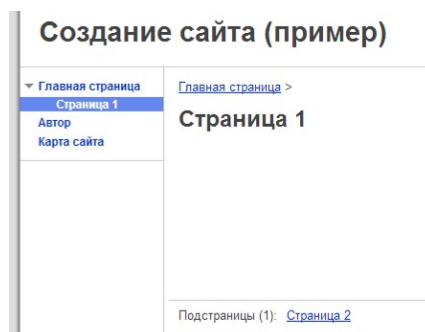 Создание сайта (пример)
Главная страница
Страница 1
Автор
Карта сайта
Главная страница >
Страница 1
Подстраницы (1): Страница 2